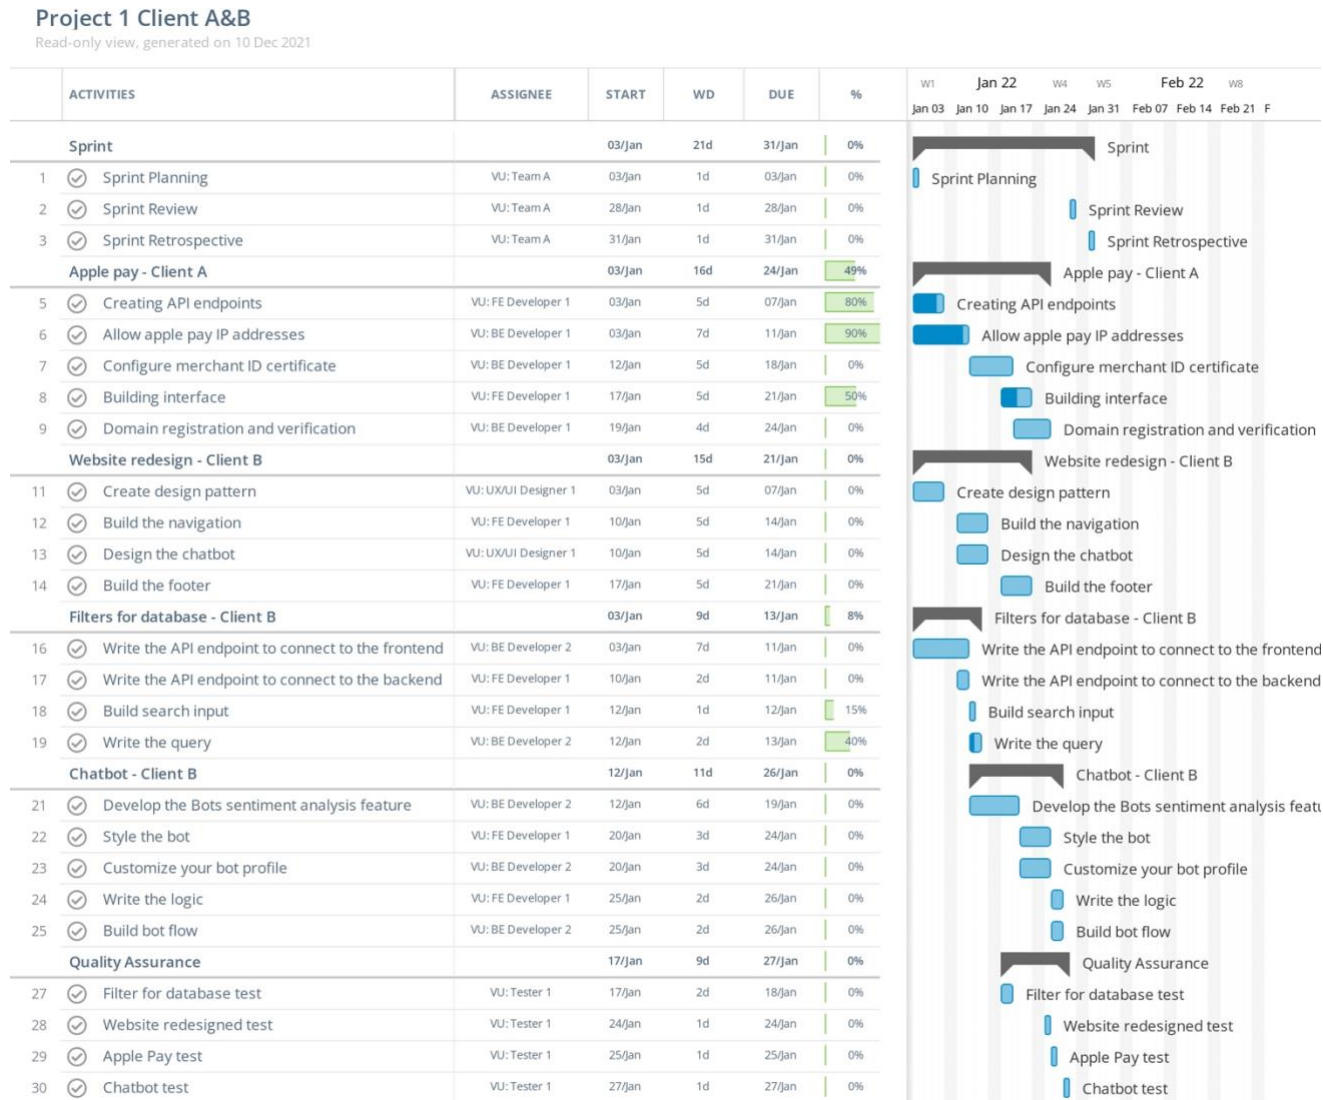 Project 1 Client A&B
Read-only view, generated on 10 Dec 2021
ACTIVITIES ASSIGNEE START WD DUE % W1 Jan 22 W4 W5 Feb 22 W8
Jan 03 Jan 10 Jan 17 Jan 24 Jan 31 Feb 07 Feb 14 Feb 21 F
Sprint 03/Jan 21d 31/Jan 0% Sprint
1 Sprint Planning VU: Team A 03/Jan 1d 03/Jan 0% Sprint Planning
2 Sprint Review VU: Team A 28/Jan 1d 28/Jan 0% Sprint Review
3 Sprint Retrospective VU: Team A 31/Jan 1d 31/Jan 0% Sprint Retrospective
Apple pay - Client A 03/Jan 16d 24/Jan 49% Apple pay - Client A
5 Creating API endpoints VU: FE Developer 1 03/Jan 5d 07/Jan 80% Creating API endpoints
6 Allow apple pay IP addresses VU: BE Developer 1 03/Jan 7d 11/Jan 90% Allow apple pay IP addresses
7 Configure merchant ID certificate VU: BE Developer 1 12/Jan 5d 18/Jan 0% Configure merchant ID certificate
8 Building interface VU: FE Developer 1 17/Jan 5d 21/Jan 50% Building interface
9 Domain registration and verification VU: BE Developer 1 19/Jan 4d 24/Jan 0% Domain registration and verification
Website redesign - Client B 03/Jan 15d 21/Jan 0% Website redesign - Client B
11 Create design pattern VU: UX/UI Designer 1 03/Jan 5d 07/Jan 0% Create design pattern
12 Build the navigation VU: FE Developer 1 10/Jan 5d 14/Jan 0% Build the navigation
13 Design the chatbot VU: UX/UI Designer 1 10/Jan 5d 14/Jan 0% Design the chatbot
14 Build the footer VU: FE Developer 1 17/Jan 5d 21/Jan 0% Build the footer
Filters for database - Client B 03/Jan 9d 13/Jan 8% Filters for database - Client B
16 Write the API endpoint to connect to the frontend VU: BE Developer 2 03/Jan 7d 11/Jan 0% Write the API endpoint to connect to the frontend
17 Write the API endpoint to connect to the backend VU: FE Developer 1 10/Jan 2d 11/Jan 0% Write the API endpoint to connect to the backend
18 Build search input VU: FE Developer 1 12/Jan 1d 12/Jan 15% Build search input
19 Write the query VU: BE Developer 2 12/Jan 2d 13/Jan 40% Write the query
Chatbot - Client B 12/Jan 11d 26/Jan 0% Chatbot - Client B
21 Develop the Bots sentiment analysis feature VU: BE Developer 2 12/Jan 6d 19/Jan 0% Develop the Bots sentiment analysis featu
22 Style the bot VU: FE Developer 1 20/Jan 3d 24/Jan 0% Style the bot
23 Customize your bot profile VU: BE Developer 2 20/Jan 3d 24/Jan 0% Customize your bot profile
24 Write the logic VU: FE Developer 1 25/Jan 2d 26/Jan 0% Write the logic
25 Build bot flow VU: BE Developer 2 25/Jan 2d 26/Jan 0% Build bot flow
Quality Assurance 17/Jan 9d 27/Jan 0% Quality Assurance
27 Filter for database test VU: Tester 1 17/Jan 2d 18/Jan 0% Filter for database test
28 Website redesigned test VU: Tester 1 24/Jan 1d 24/Jan 0% Website redesigned test
29 Apple Pay test VU: Tester 1 25/Jan 1d 25/Jan 0% Apple Pay test
30 Chatbot test VU: Tester 1 27/Jan 1d 27/Jan 0% Chatbot test